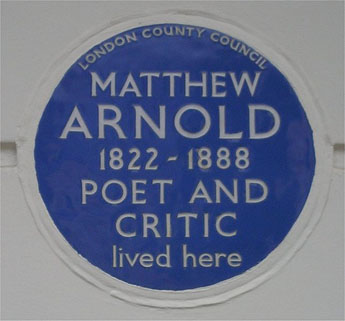 LONDON COUNTY COUNCIL
MATTHEW
ARNOLD
1822 - 1888
POET AND
CRITIC
lived here